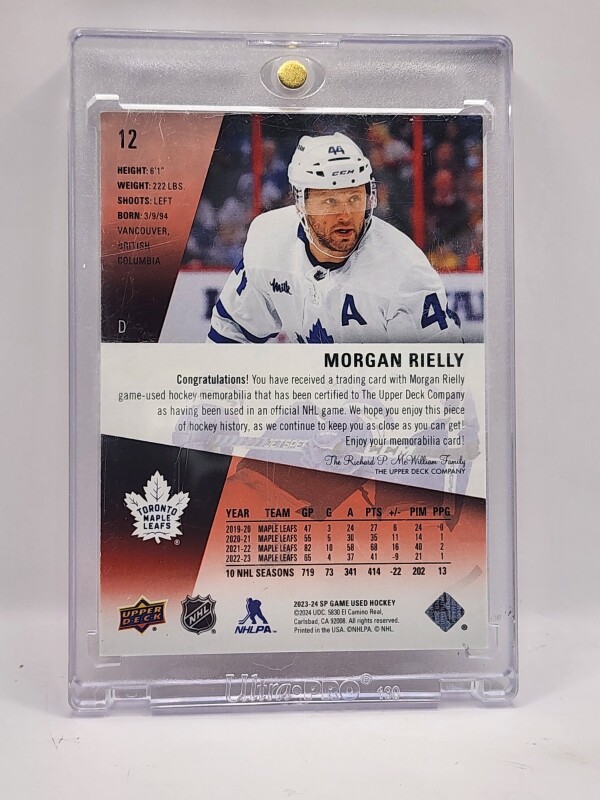 12
HEIGHT: 6'1"
WEIGHT: 222 LBS.
SHOOTS: LEFT
BORN: 3/9/94
VANCOUVER,
BRITISH
COLUMBIA
D
44
CCM
Milk
A
4
MORGAN RIELLY
Congratulations! You have received a trading card with Morgan Rielly
game-used hockey memorabilia that has been certified to The Upper Deck Company
as having been used in an official NHL game. We hope you enjoy this piece
of hockey history, as we continue to keep you as close as you can get!
Enjoy your memorabilia card!
The Richard P. McWilliam Family
THE UPPER DECK COMPANY
TORONTO
MAPLE
LEAFS
®
YEAR TEAM GP G A PTS +/- PIM PPG
2019-20 MAPLE LEAFS 47 3 24 27 6 24 0
2020-21 MAPLE LEAFS 55 5 30 35 11 14 1
2021-22 MAPLE LEAFS 82 10 58 68 16 40 2
2022-23 MAPLE LEAFS 65 4 37 41 -9 21 1
10 NHL SEASONS 719 73 341 414 -22 202 13
UPPER
DECK
NHL
NHLPA
2023-24 SP GAME USED HOCKEY
©2024 UDC. 5830 El Camino Real,
Carlsbad, CA 92008. All rights reserved.
Printed in the USA. ©NHLPA. © NHL.
®
Ultra·PRO® 130